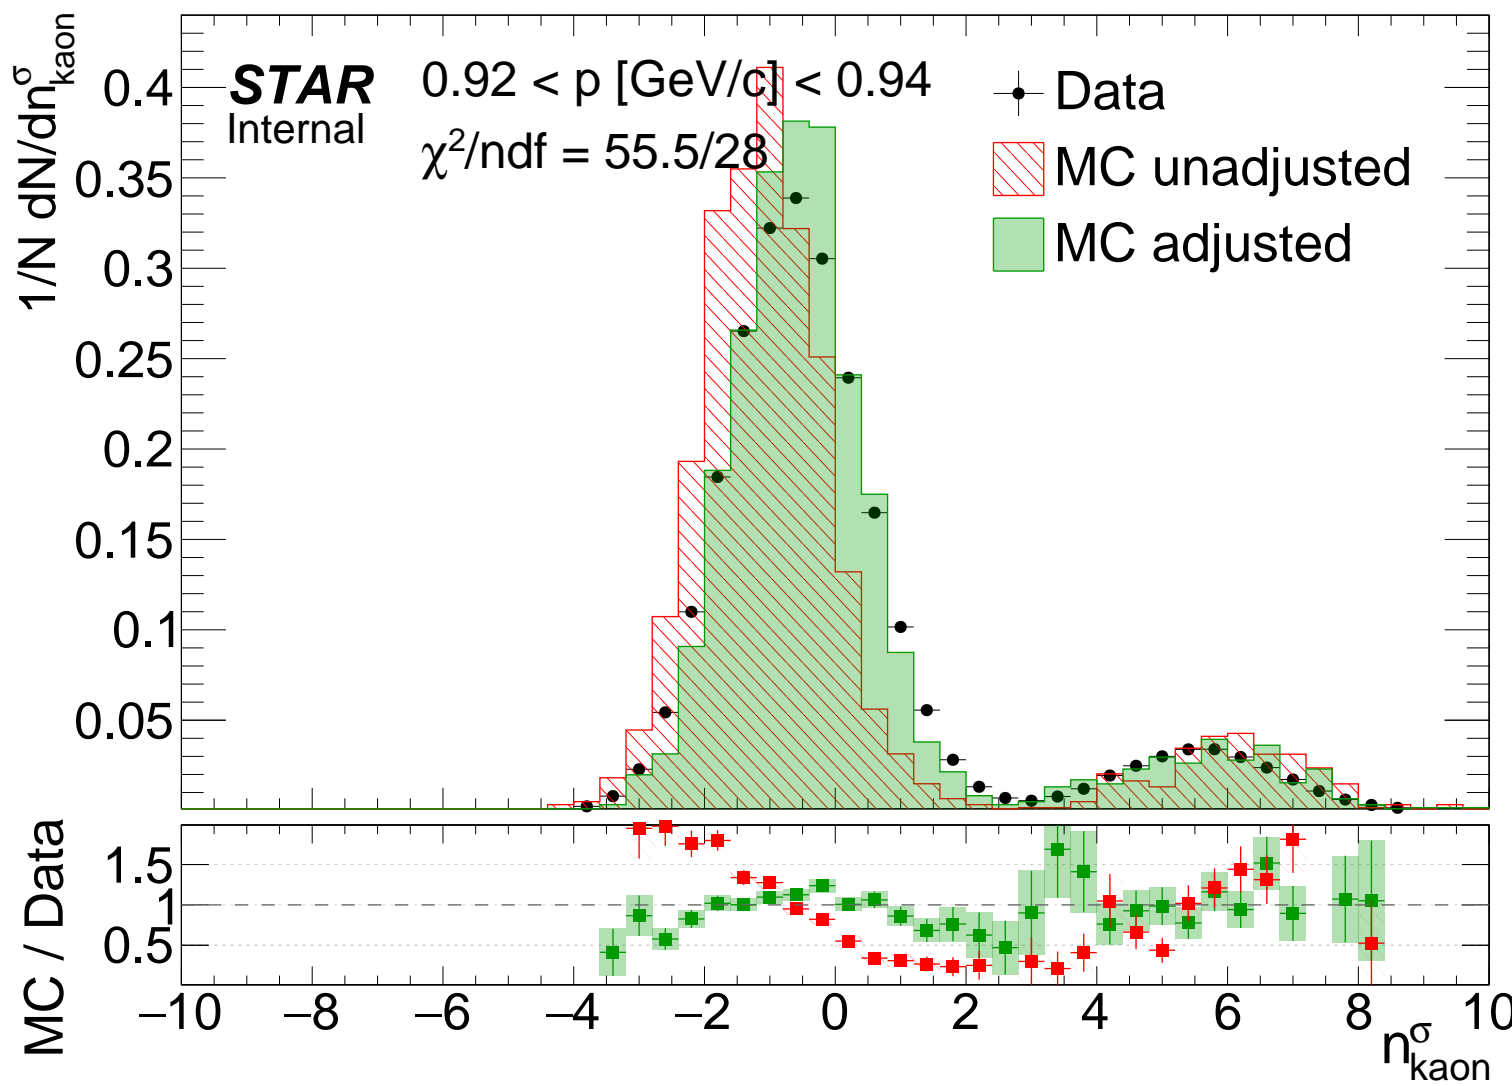 1/N dN/dn^σ_kaon
STAR
Internal
0.92 < p [GeV/c] < 0.94
χ²/ndf = 55.5/28
Data
MC unadjusted
MC adjusted
0.4
0.35
0.3
0.25
0.2
0.15
0.1
0.05
MC / Data
1.5
1
0.5
−10 −8 −6 −4 −2 0 2 4 6 8 10
n^σ_kaon